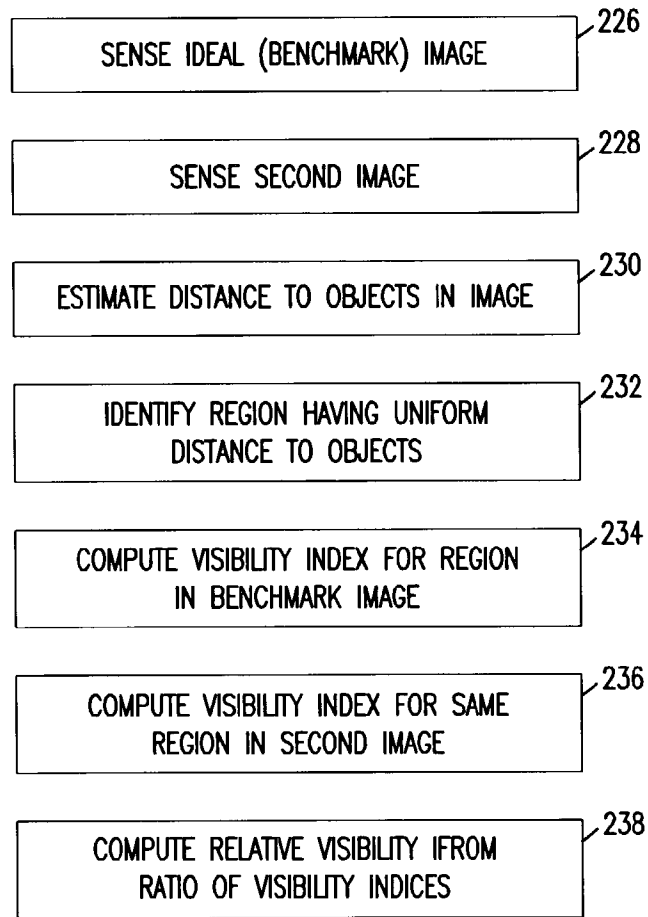 226
SENSE IDEAL (BENCHMARK) IMAGE
228
SENSE SECOND IMAGE
230
ESTIMATE DISTANCE TO OBJECTS IN IMAGE
232
IDENTIFY REGION HAVING UNIFORM
DISTANCE TO OBJECTS
234
COMPUTE VISIBILITY INDEX FOR REGION
IN BENCHMARK IMAGE
236
COMPUTE VISIBILITY INDEX FOR SAME
REGION IN SECOND IMAGE
238
COMPUTE RELATIVE VISIBILITY IFROM
RATIO OF VISIBILITY INDICES